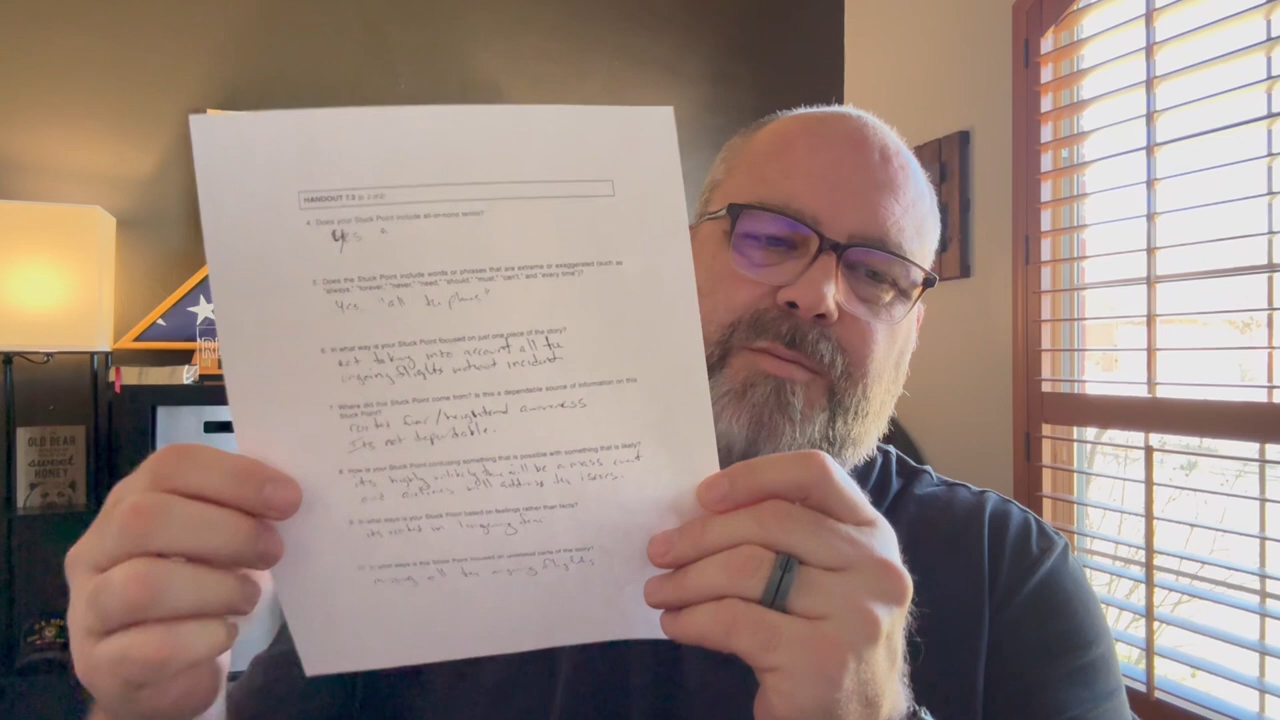 HANDOUT 7.2 (p. 2 of 2)
4. Does your Stuck Point include all-or-none terms?
Yes
5. Does the Stuck Point include words or phrases that are extreme or exaggerated (such as
"always," "forever," "never," "need," "should," "must," "can't," and "every time")?
Yes. "all the planes"
6. In what way is your Stuck Point focused on just one piece of the story?
Not taking into account all the
ongoing flights without incident
7. Where did this Stuck Point come from? Is this a dependable source of information on this
Stuck Point?
fear/heightened awareness
Its not dependable.
8. How is your Stuck Point confusing something that is possible with something that is likely?
its highly unlikely there will be a mass event
and airlines will address the issues.
9. In what ways is your Stuck Point based on feelings rather than facts?
its rooted in
10. In what ways is this Stuck Point focused on unrelated parts of the story?
missing all the ongoing flights
OLD BEAR
sweet
HONEY